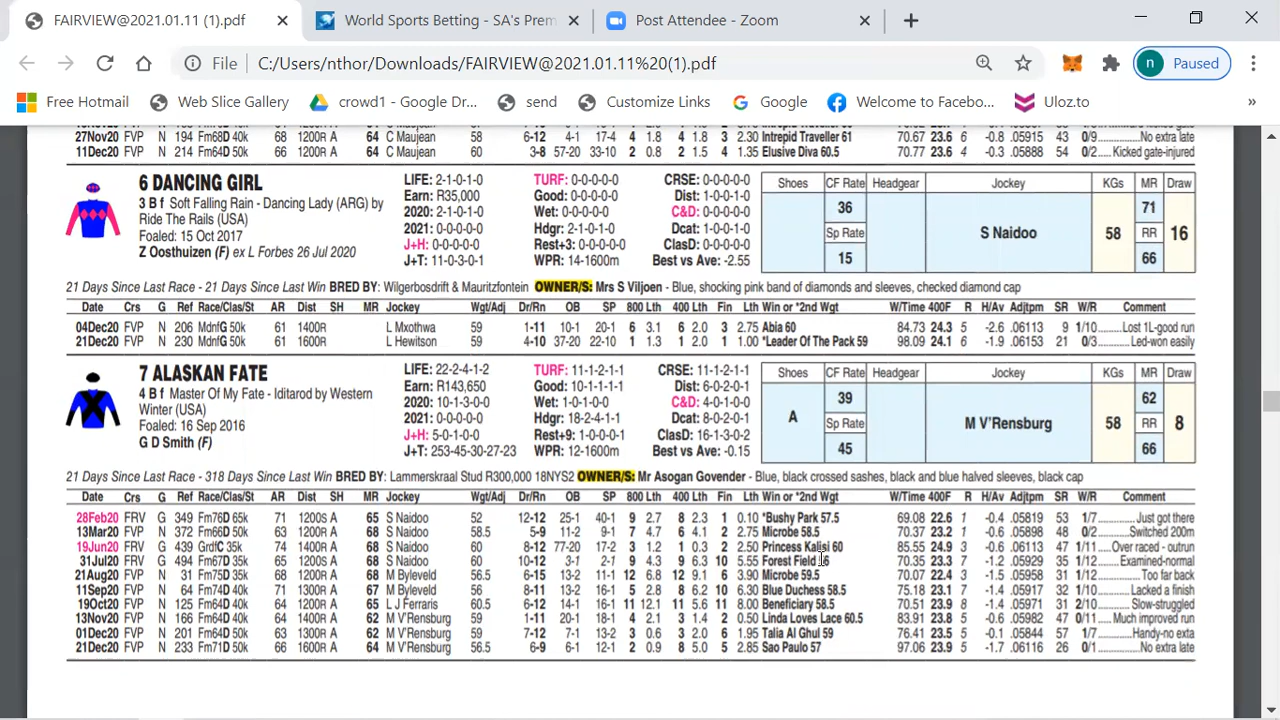 FAIRVIEW@2021.01.11 (1).pdf World Sports Betting - SA's Prem Post Attendee - Zoom
File C:/Users/nthor/Downloads/FAIRVIEW@2021.01.11%20(1).pdf n Paused
Free Hotmail Web Slice Gallery crowd1 - Google Dr... send Customize Links Google Welcome to Facebo... Uloz.to »
27Nov20 FVP N 194 Fm68D 40k 68 1200R A 64 C Maujean 58 6-12 4-1 17-4 4 1.8 4 1.8 3 2.30 Intrepid Traveller 61 70.67 23.6 6 -0.8 .05915 43 0/9 No extra late
11Dec20 FVP N 214 Fm64D 50k 64 1200R A 64 C Maujean 60 3-8 57-20 33-10 2 0.8 2 1.5 4 1.35 Elusive Diva 60.5 70.77 23.6 4 -0.3 .05888 54 0/2 .... Kicked gate-injured
6 DANCING GIRL
3 B f Soft Falling Rain - Dancing Lady (ARG) by
Ride The Rails (USA)
Foaled: 15 Oct 2017
Z Oosthuizen (F) ex L Forbes 26 Jul 2020
LIFE: 2-1-0-1-0 TURF: 0-0-0-0-0 CRSE: 0-0-0-0-0
Earn: R35,000 Good: 0-0-0-0-0 Dist: 1-0-0-1-0
2020: 2-1-0-1-0 Wet: 0-0-0-0-0 C&D: 0-0-0-0-0
2021: 0-0-0-0-0 Hdgr: 2-1-0-1-0 Dcat: 1-0-0-1-0
J+H: 0-0-0-0-0 Rest+3: 0-0-0-0-0 ClasD: 0-0-0-0-0
J+T: 11-0-3-0-1 WPR: 14-1600m Best vs Ave: -2.55
Shoes CF Rate Headgear Jockey KGs MR Draw
36 71
Sp Rate S Naidoo 58 RR 16
15 66
21 Days Since Last Race - 21 Days Since Last Win BRED BY: Wilgerbosdrift & Mauritzfontein OWNER/S: Mrs S Viljoen - Blue, shocking pink band of diamonds and sleeves, checked diamond cap
Date Crs G Ref Race/Clas/St AR Dist SH MR Jockey Wgt/Adj Dr/Rn OB SP 800 Lth 400 Lth Fin Lth Win or *2nd Wgt W/Time 400F R H/Av Adjtpm SR W/R Comment
04Dec20 FVP N 206 MdnfG 50k 61 1400R L Mxothwa 59 1-11 10-1 20-1 6 3.1 6 2.0 3 2.75 Abia 60 84.73 24.3 5 -2.6 .06113 9 1/10 ....Lost 1L-good run
21Dec20 FVP N 230 MdnfG 50k 61 1600R L Hewitson 59 4-10 37-20 22-10 1 1.3 1 2.0 1 1.00 *Leader Of The Pack 59 98.09 24.1 6 -1.9 .06153 21 0/3 .......Led-won easily
7 ALASKAN FATE
4 B f Master Of My Fate - Iditarod by Western
Winter (USA)
Foaled: 16 Sep 2016
G D Smith (F)
LIFE: 22-2-4-1-2 TURF: 11-1-2-1-1 CRSE: 11-1-2-1-1
Earn: R143,650 Good: 10-1-1-1-1 Dist: 6-0-2-0-1
2020: 10-1-3-0-0 Wet: 1-0-1-0-0 C&D: 4-0-1-0-0
2021: 0-0-0-0-0 Hdgr: 18-2-4-1-1 Dcat: 8-0-2-0-1
J+H: 5-0-1-0-0 Rest+9: 1-0-0-0-1 ClasD: 16-1-3-0-2
J+T: 253-45-30-27-23 WPR: 12-1600m Best vs Ave: -0.15
Shoes CF Rate Headgear Jockey KGs MR Draw
39 62
A Sp Rate M V'Rensburg 58 RR 8
45 66
21 Days Since Last Race - 318 Days Since Last Win BRED BY: Lammerskraal Stud R300,000 18NYS2 OWNER/S: Mr Asogan Govender - Blue, black crossed sashes, black and blue halved sleeves, black cap
Date Crs G Ref Race/Clas/St AR Dist SH MR Jockey Wgt/Adj Dr/Rn OB SP 800 Lth 400 Lth Fin Lth Win or *2nd Wgt W/Time 400F R H/Av Adjtpm SR W/R Comment
28Feb20 FRV G 349 Fm76D 65k 71 1200S A 65 S Naidoo 52 12-12 25-1 40-1 9 2.7 8 2.3 1 0.10 *Bushy Park 57.5 69.08 22.6 1 -0.4 .05819 53 1/7 ........Just got there
13Mar20 FVP N 372 Fm66D 50k 63 1200R A 68 S Naidoo 60 5-9 11-2 9-1 7 4.7 6 4.1 2 2.75 Microbe 58.5 70.37 23.2 1 -0.6 .05898 48 0/2 .......Switched 200m
19Jun20 FRV G 439 GrdfC 35k 74 1400S A 68 S Naidoo 60 8-12 77-20 17-2 3 1.2 1 0.3 2 2.50 Princess Kalisi 60 85.55 24.9 3 -0.6 .06113 47 1/11 ...Over raced - outrun
31Jul20 FRV G 494 Fm67D 40k 68 1200S A 68 S Naidoo 60 10-12 3-1 2-1 9 4.3 9 6.3 10 5.55 Forest Field 70.35 23.3 7 -1.2 .05929 35 1/12 ...Examined-normal
21Aug20 FVP N 31 Fm75D 35k 68 1200R A 68 M Byleveld 56.5 6-15 13-2 11-1 12 6.8 12 9.1 6 3.90 Microbe 59.5 70.07 22.4 3 -1.5 .05958 31 1/12 .........Too far back
11Sep20 FVP N 64 Fm74D 40k 71 1300R A 67 M Byleveld 57 8-11 13-2 16-1 5 2.8 8 6.2 10 6.30 Blue Duchess 58.5 75.18 23.1 7 -0.9 .05914 32 1/10 ......Lacked a finish
19Oct20 FVP N 125 Fm64D 40k 64 1200R A 65 L J Ferraris 60.5 6-12 14-1 16-1 11 12.1 11 5.6 11 8.00 Beneficiary 58.5 70.51 23.9 8 -1.4 .05971 31 2/10 ......Slow-struggled
13Nov20 FVP N 166 Fm64D 40k 64 1400R A 62 M V'Rensburg 59 1-11 20-1 18-1 4 2.1 3 1.4 2 0.50 Linda Loves Lace 60.5 83.91 23.8 5 -0.6 .05982 47 0/11 ...Much improved run
01Dec20 FVP N 201 Fm64D 40k 63 1300R A 62 M V'Rensburg 59 7-12 7-1 13-2 3 0.6 3 2.0 6 1.95 Talia Al Ghul 59 76.41 23.5 5 -0.1 .05844 57 1/7 ......Handy-no exta
21Dec20 FVP N 233 Fm71D 50k 66 1600R A 64 M V'Rensburg 56.5 6-9 6-1 12-1 2 0.9 8 5.0 5 2.85 Sao Paulo 57 97.06 23.9 5 -1.7 .06116 26 0/1 ..........No extra late